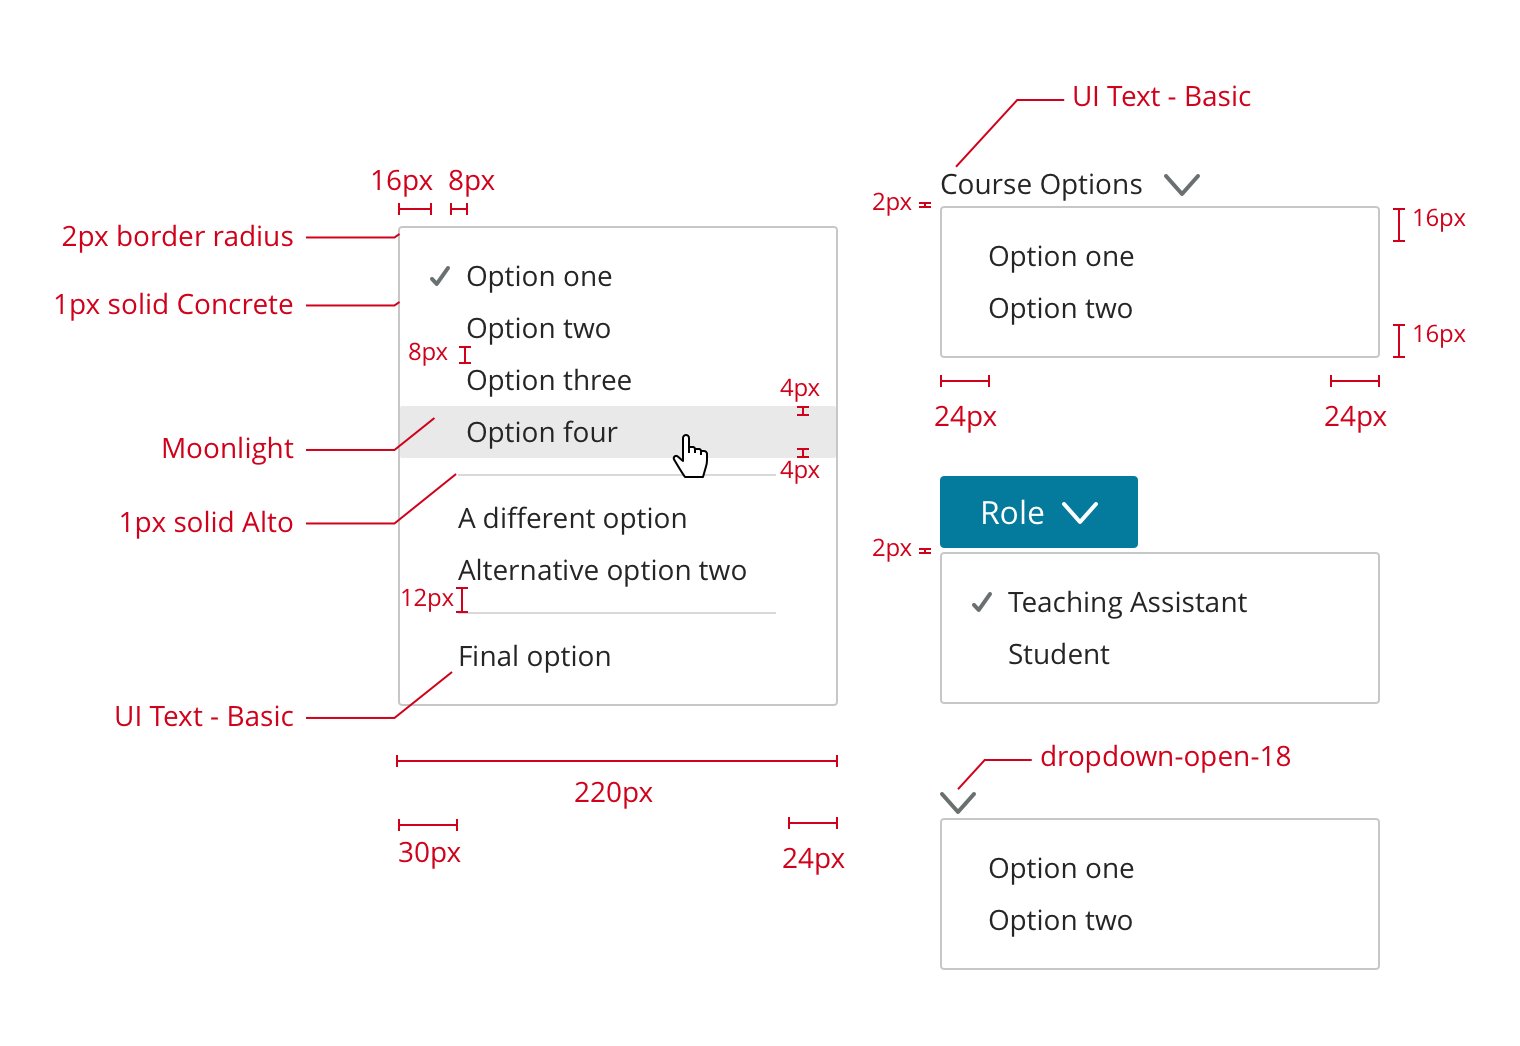 16px 8px
2px border radius
1px solid Concrete
Option one
Option two
8px
Option three
4px
Moonlight
Option four
4px
1px solid Alto
A different option
Alternative option two
12px
Final option
UI Text - Basic
220px
30px
24px
UI Text - Basic
Course Options
2px
16px
Option one
Option two
16px
24px
24px
Role
2px
Teaching Assistant
Student
dropdown-open-18
Option one
Option two